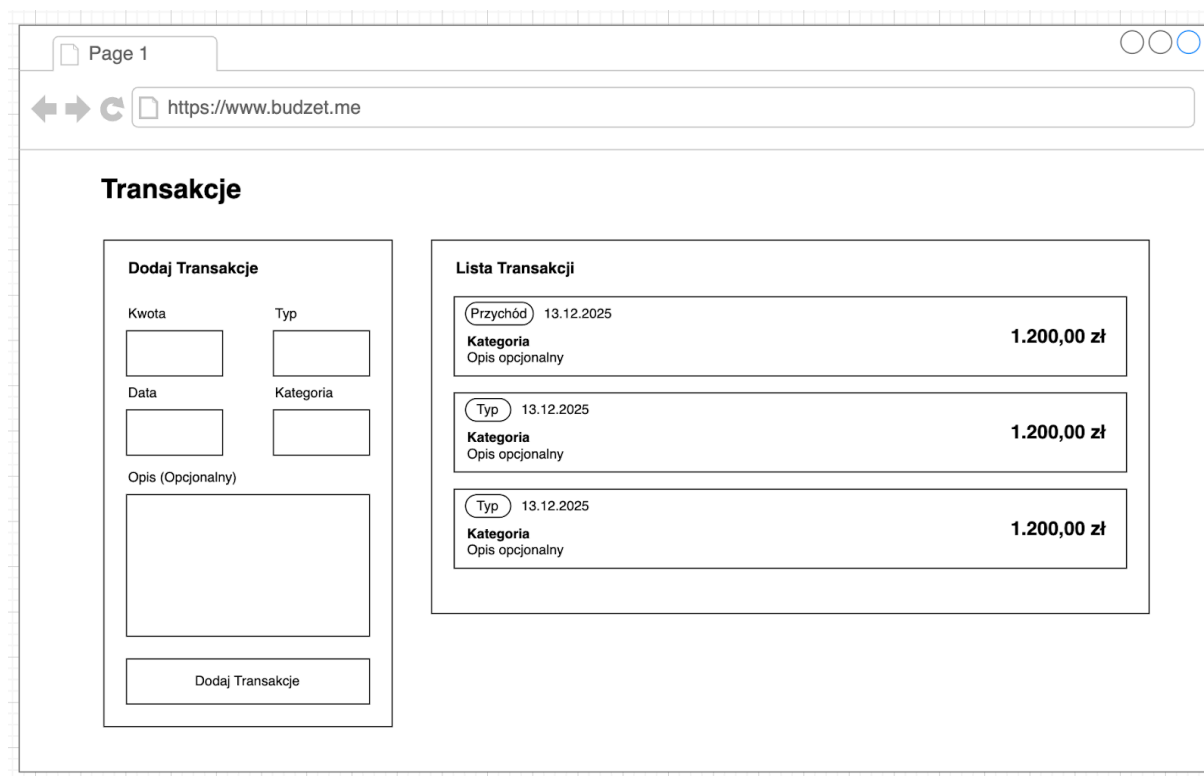 Page 1
https://www.budzet.me
Transakcje
Dodaj Transakcje
Kwota Typ
Data Kategoria
Opis (Opcjonalny)
Dodaj Transakcje
Lista Transakcji
Przychód 13.12.2025
Kategoria
Opis opcjonalny
1.200,00 zł
Typ 13.12.2025
Kategoria
Opis opcjonalny
1.200,00 zł
Typ 13.12.2025
Kategoria
Opis opcjonalny
1.200,00 zł